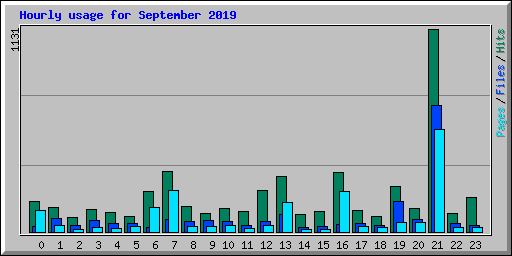 Hourly usage for September 2019
1131
Pages/Files/Hits
0 1 2 3 4 5 6 7 8 9 10 11 12 13 14 15 16 17 18 19 20 21 22 23